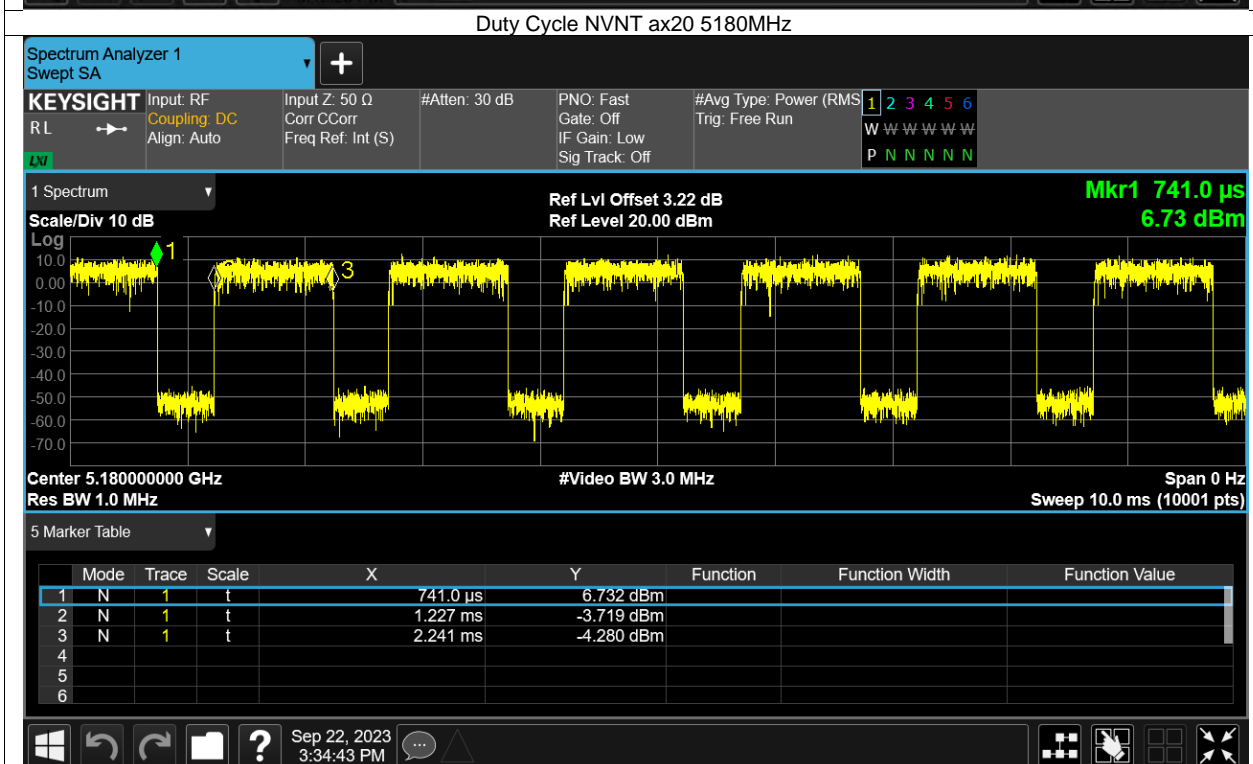 Duty Cycle NVNT ax20 5180MHz
Spectrum Analyzer 1
Swept SA
KEYSIGHT
RL
LXI
Input: RF
Coupling: DC
Align: Auto
Input Z: 50 Ω
Corr CCorr
Freq Ref: Int (S)
#Atten: 30 dB
PNO: Fast
Gate: Off
IF Gain: Low
Sig Track: Off
#Avg Type: Power (RMS
Trig: Free Run
1 2 3 4 5 6
W W W W W W
P N N N N N
1 Spectrum
Scale/Div 10 dB
Ref Lvl Offset 3.22 dB
Ref Level 20.00 dBm
Mkr1 741.0 µs
6.73 dBm
Log
10.0
0.00
-10.0
-20.0
-30.0
-40.0
-50.0
-60.0
-70.0
1
3
Center 5.180000000 GHz
Res BW 1.0 MHz
#Video BW 3.0 MHz
Span 0 Hz
Sweep 10.0 ms (10001 pts)
5 Marker Table
Mode Trace Scale X Y Function Function Width Function Value
1 N 1 t 741.0 µs 6.732 dBm
2 N 1 t 1.227 ms -3.719 dBm
3 N 1 t 2.241 ms -4.280 dBm
4
5
6
?
Sep 22, 2023
3:34:43 PM